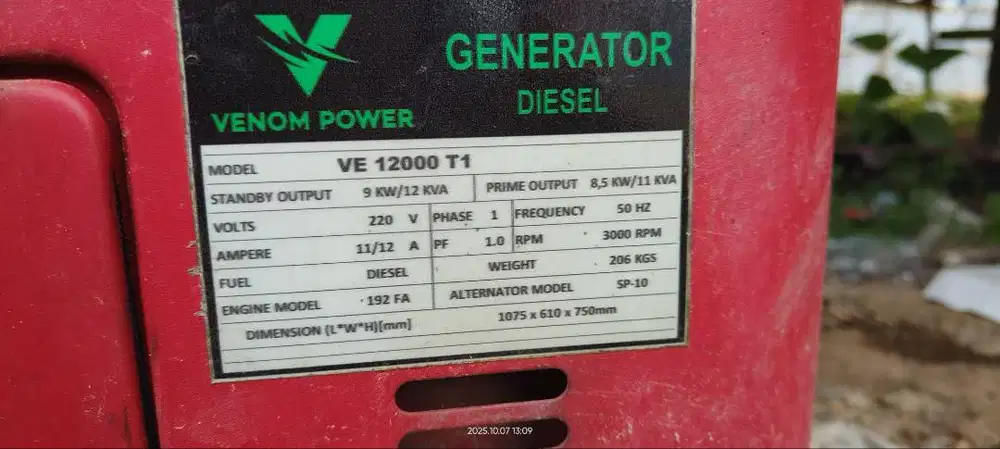 GENERATOR
DIESEL
VENOM POWER
MODEL VE 12000 T1
STANDBY OUTPUT 9 KW/12 KVA PRIME OUTPUT 8,5 KW/11 KVA
VOLTS 220 V PHASE 1 FREQUENCY 50 HZ
AMPERE 11/12 A PF 1.0 RPM 3000 RPM
FUEL DIESEL WEIGHT 206 KGS
ENGINE MODEL 192 FA ALTERNATOR MODEL SP-10
DIMENSION (L*W*H)[mm] 1075 x 610 x 750mm
2025.10.07 13:09